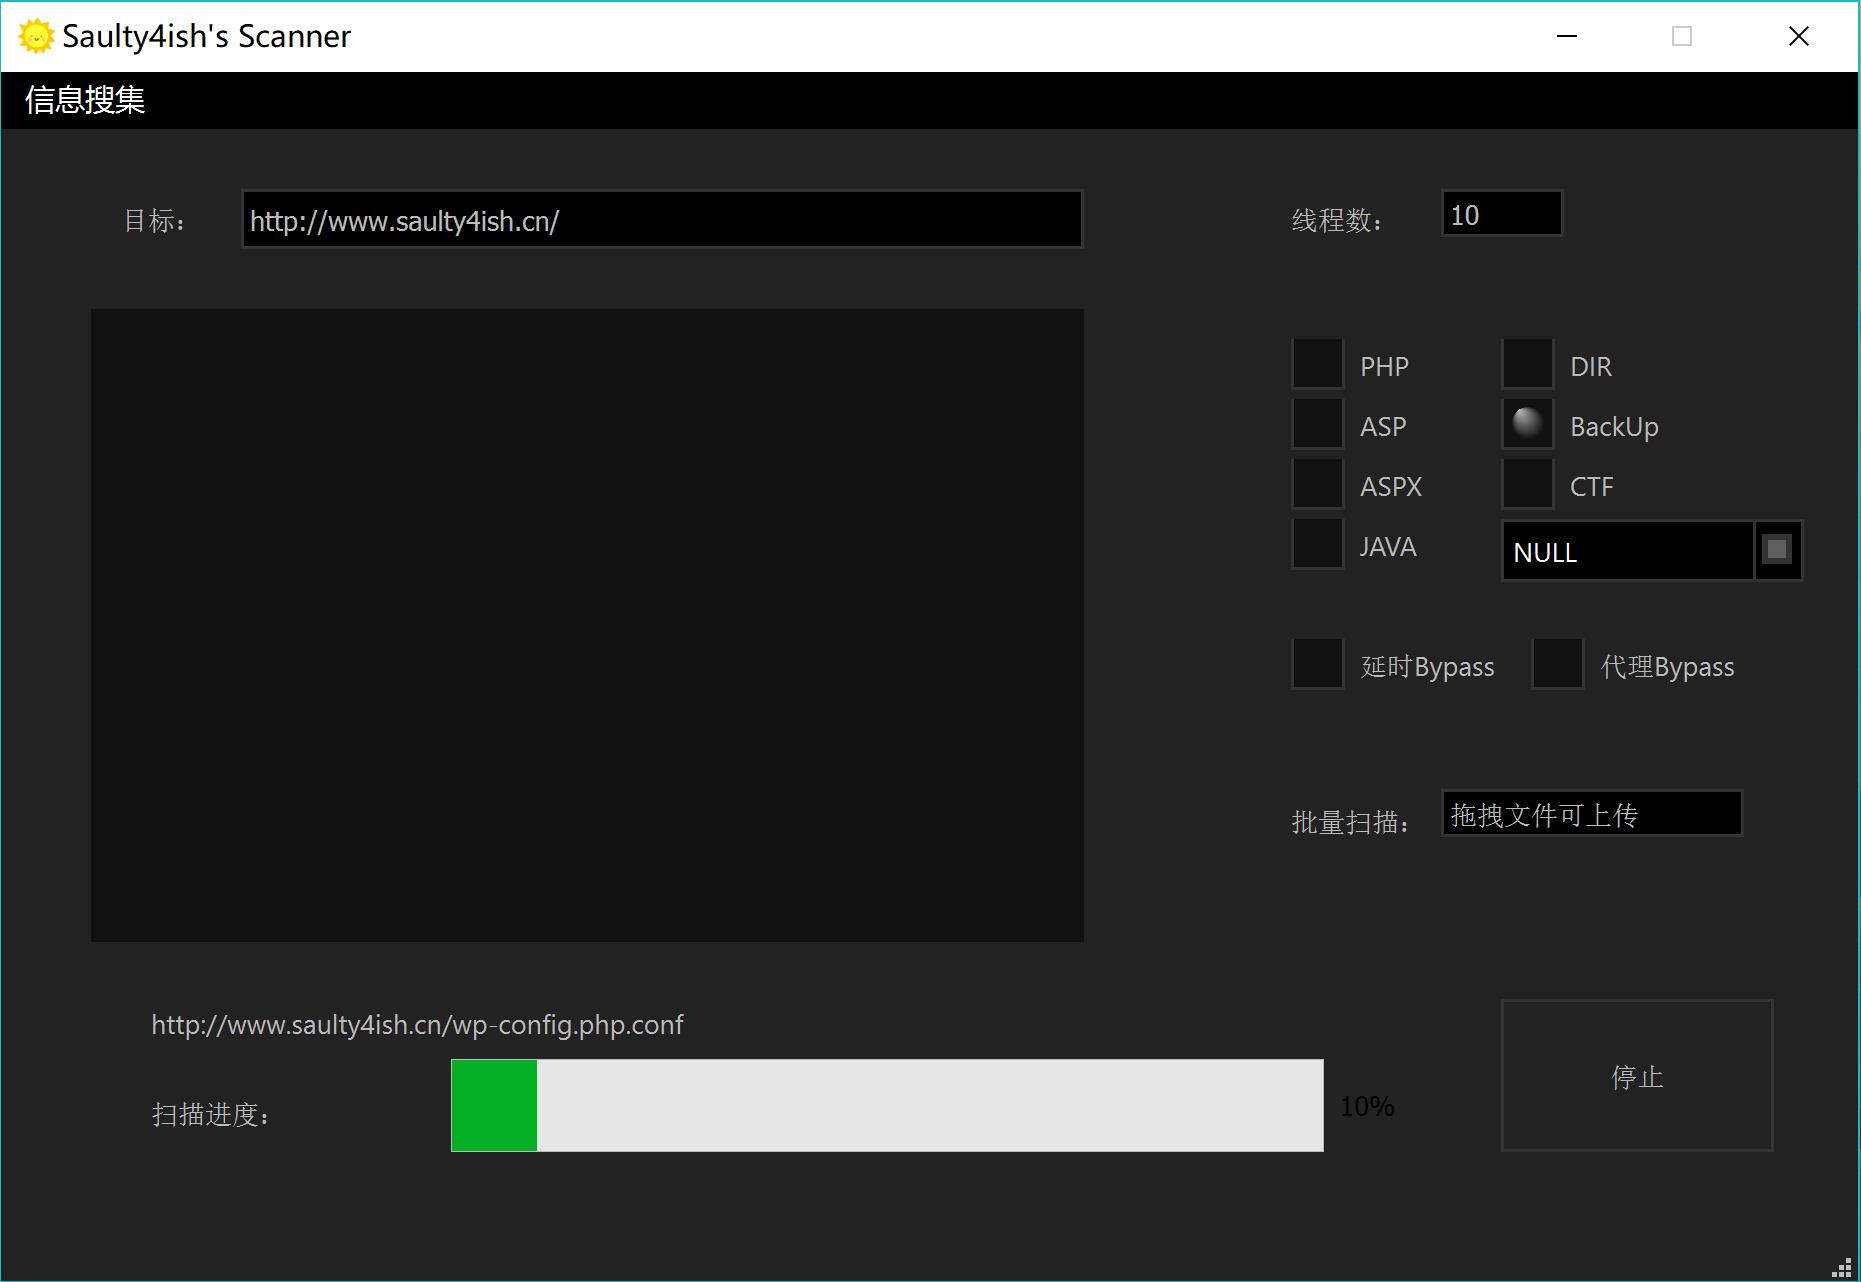 Saulty4ish's Scanner
信息搜集
目标： http://www.saulty4ish.cn/ 线程数： 10
PHP DIR
ASP BackUp
ASPX CTF
JAVA NULL
延时Bypass 代理Bypass
批量扫描： 拖拽文件可上传
http://www.saulty4ish.cn/wp-config.php.conf
扫描进度： 10% 停止